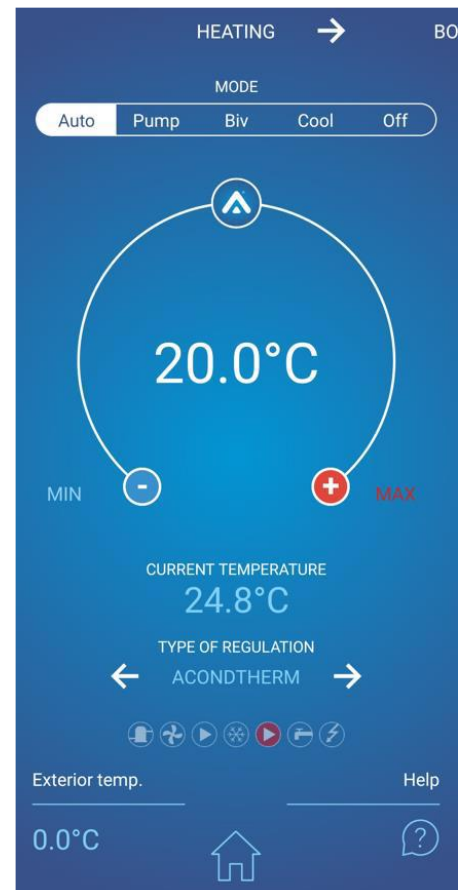 HEATING BO
MODE
Auto Pump Biv Cool Off
20.0°C
MIN - + MAX
CURRENT TEMPERATURE
24.8°C
TYPE OF REGULATION
ACONDTHERM
Exterior temp. Help
0.0°C ?